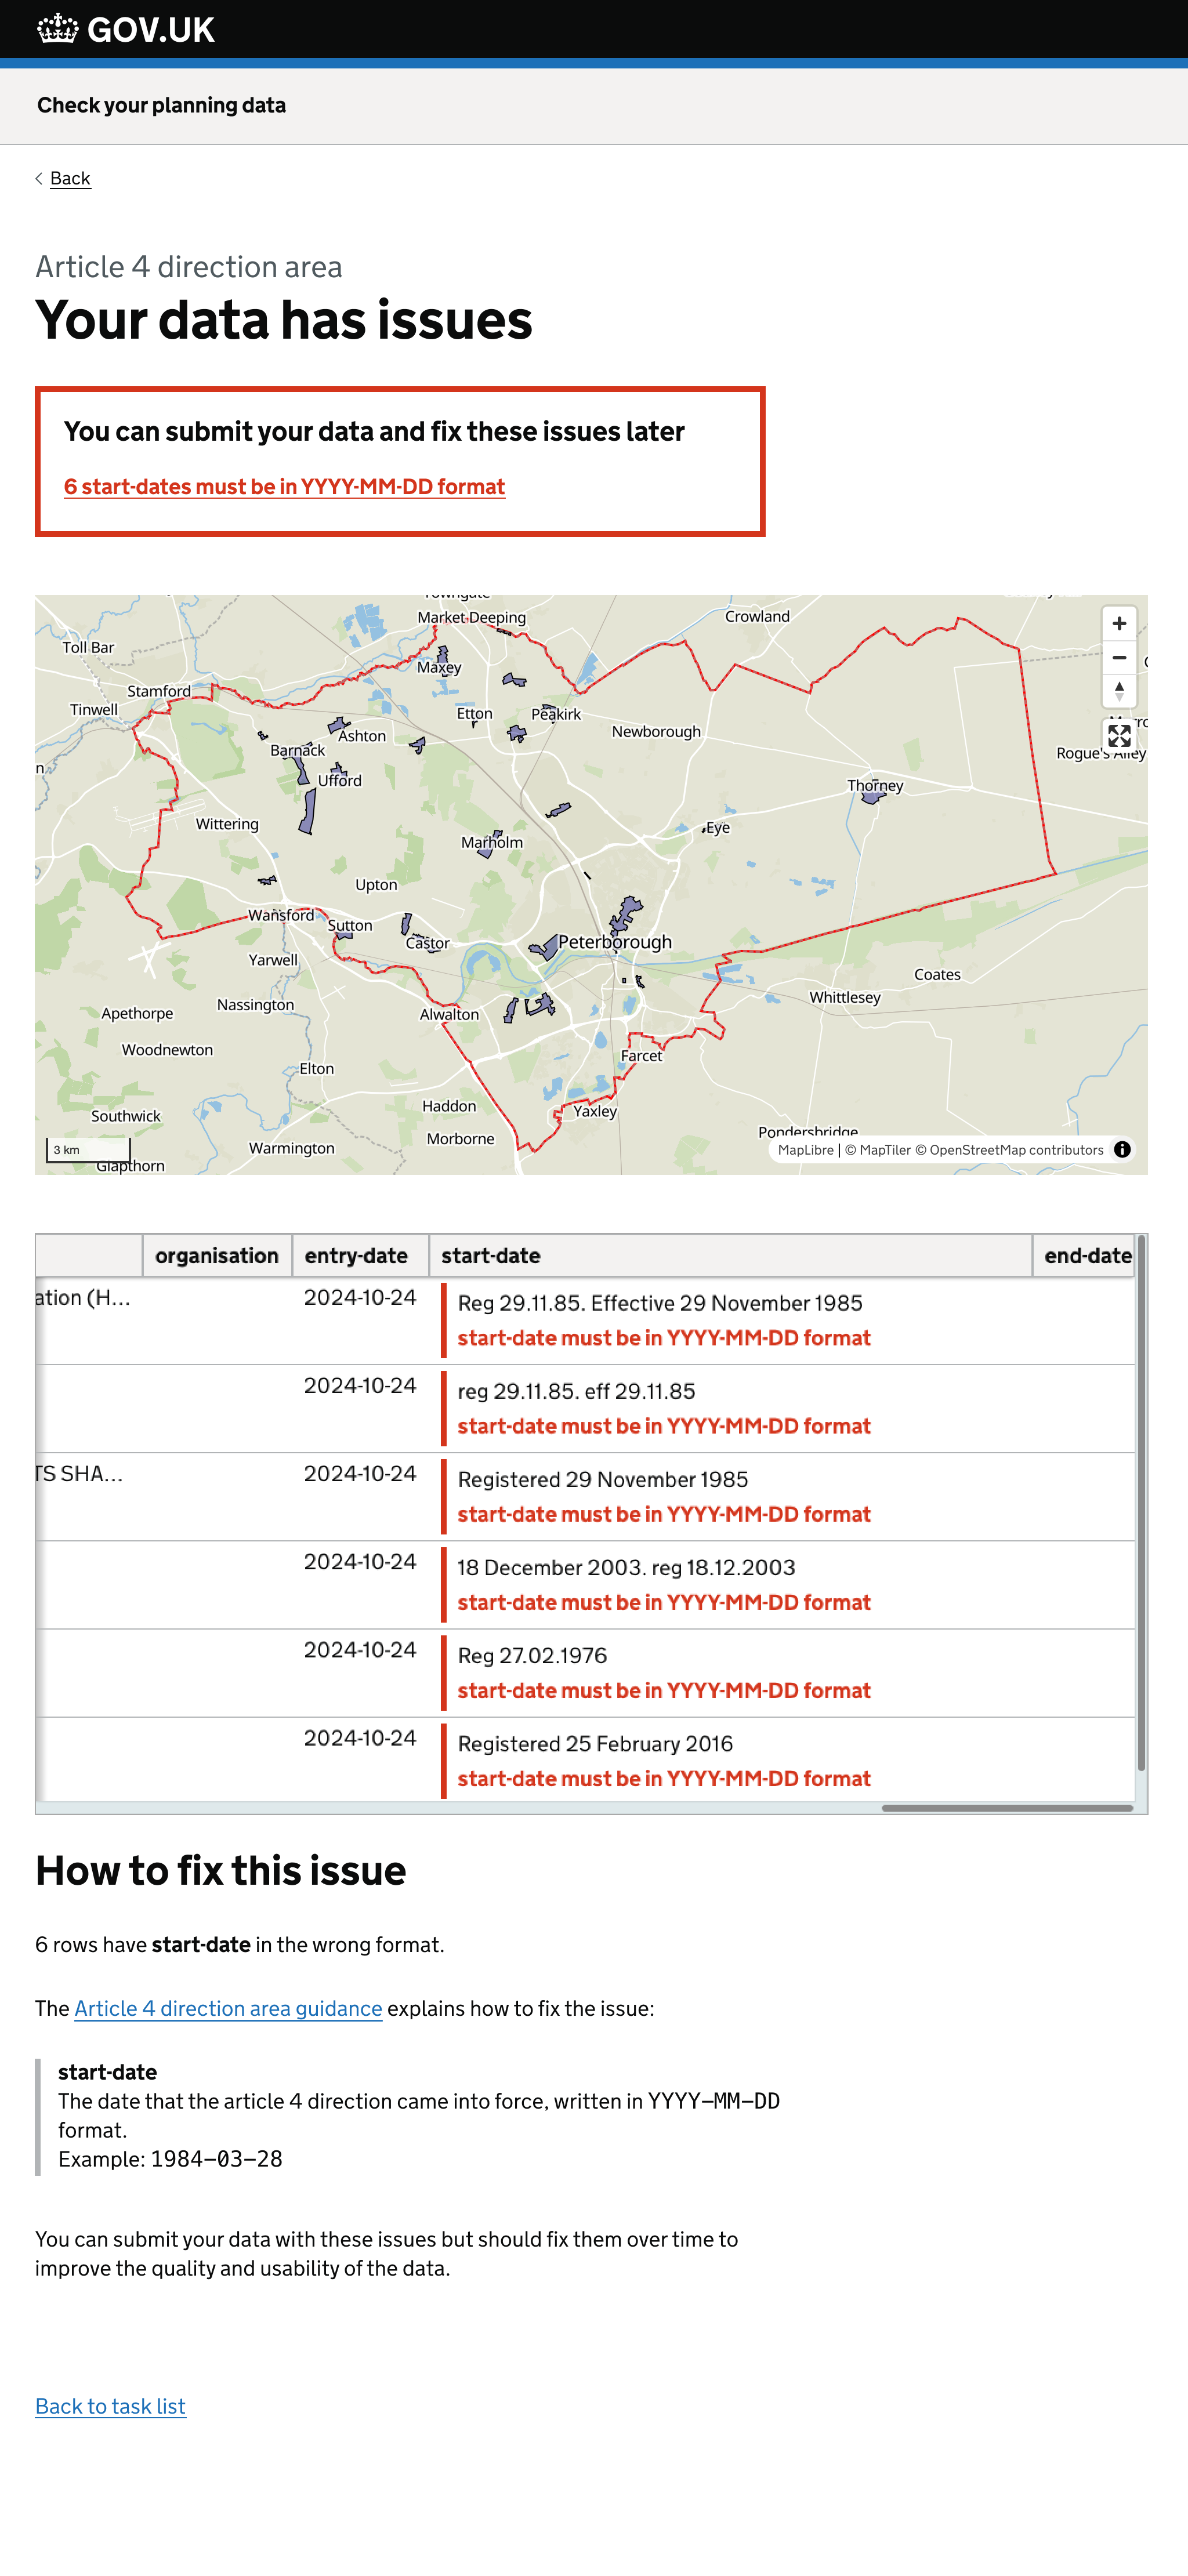 GOV.UK
Check your planning data
Back
Article 4 direction area
Your data has issues
You can submit your data and fix these issues later
6 start-dates must be in YYYY-MM-DD format
Market Deeping
Crowland
Toll Bar
Maxey
Stamford
Tinwell
Etton
Peakirk
Newborough
Ashton
Barnack
Rogue's Alley
Ufford
Thorney
Wittering
Eye
Marholm
Upton
Wansford
Sutton
Castor
Peterborough
Yarwell
Coates
Whittlesey
Nassington
Apethorpe
Alwalton
Woodnewton
Farcet
Elton
Haddon
Yaxley
Southwick
Morborne
Pondersbridge
Warmington
3 km
Glapthorn
MapLibre | © MapTiler © OpenStreetMap contributors
organisation entry-date start-date end-date
ation (H... 2024-10-24 Reg 29.11.85. Effective 29 November 1985
start-date must be in YYYY-MM-DD format
2024-10-24 reg 29.11.85. eff 29.11.85
start-date must be in YYYY-MM-DD format
TS SHA... 2024-10-24 Registered 29 November 1985
start-date must be in YYYY-MM-DD format
2024-10-24 18 December 2003. reg 18.12.2003
start-date must be in YYYY-MM-DD format
2024-10-24 Reg 27.02.1976
start-date must be in YYYY-MM-DD format
2024-10-24 Registered 25 February 2016
start-date must be in YYYY-MM-DD format
How to fix this issue
6 rows have start-date in the wrong format.
The Article 4 direction area guidance explains how to fix the issue:
start-date
The date that the article 4 direction came into force, written in YYYY-MM-DD
format.
Example: 1984-03-28
You can submit your data with these issues but should fix them over time to
improve the quality and usability of the data.
Back to task list